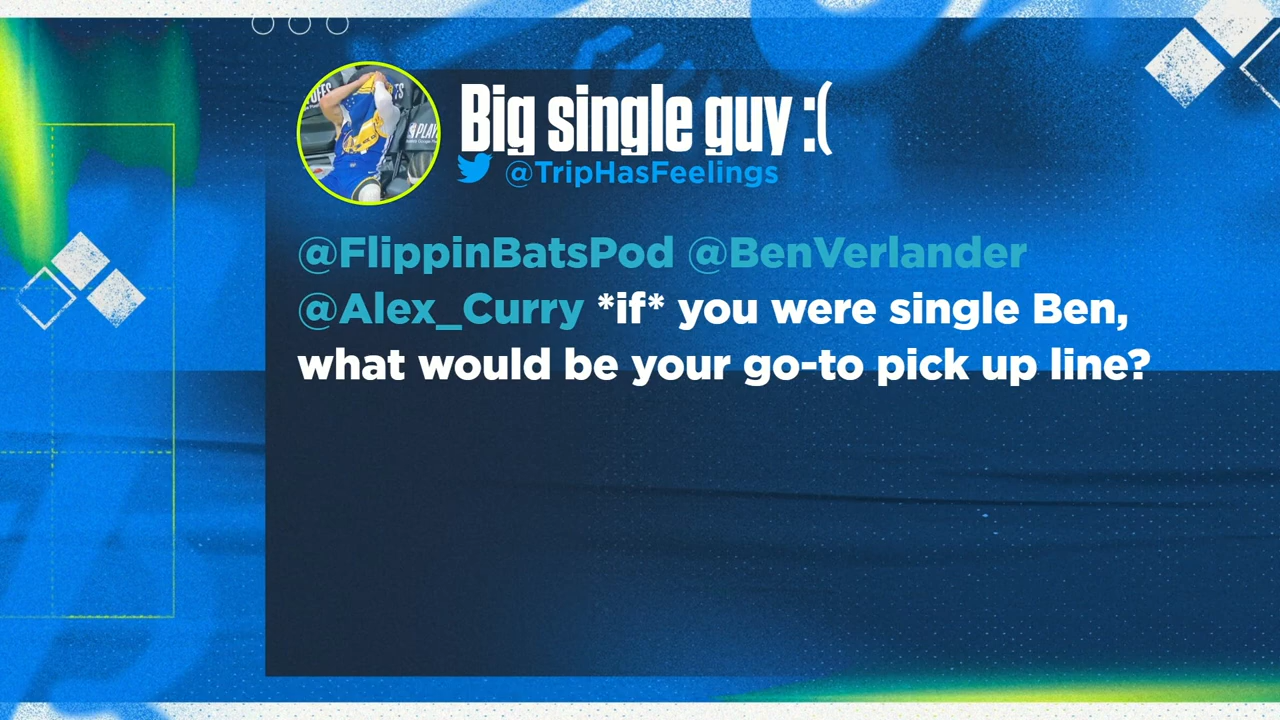 Big single guy :(
@TripHasFeelings
@FlippinBatsPod @BenVerlander
@Alex_Curry *if* you were single Ben,
what would be your go-to pick up line?